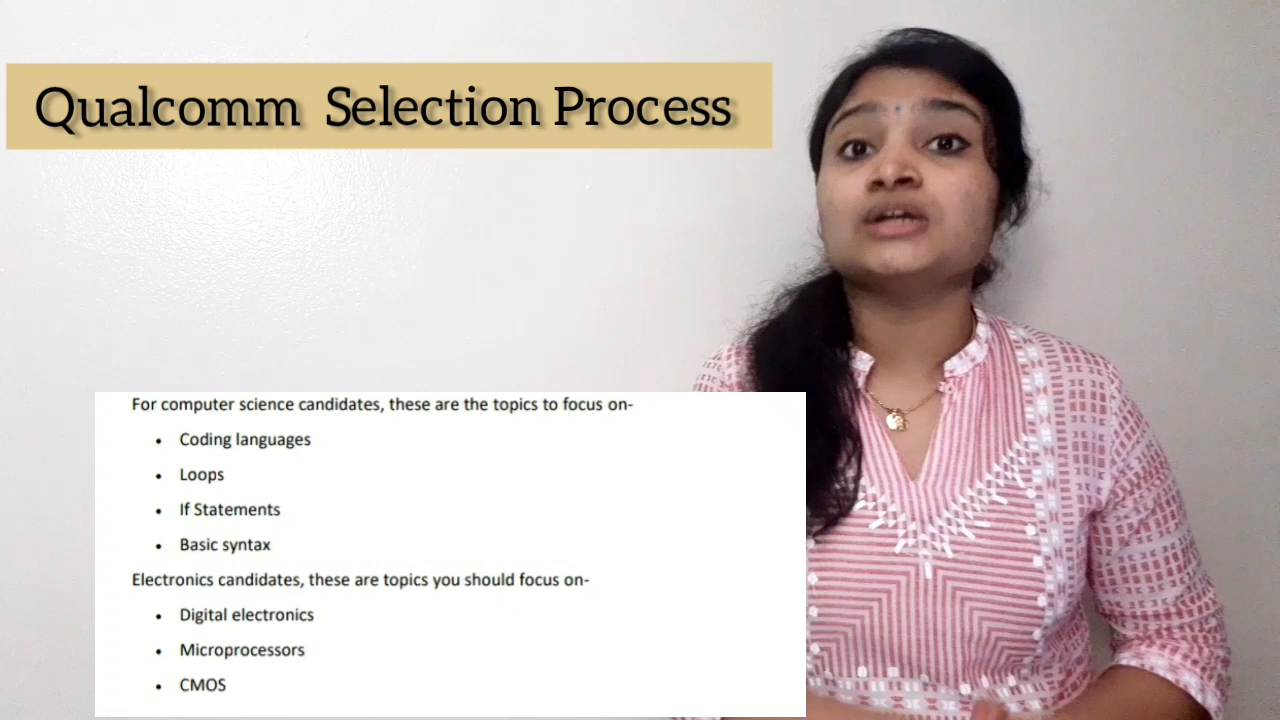 Qualcomm Selection Process
For computer science candidates, these are the topics to focus on-
• Coding languages
• Loops
• If Statements
• Basic syntax
Electronics candidates, these are topics you should focus on-
• Digital electronics
• Microprocessors
• CMOS